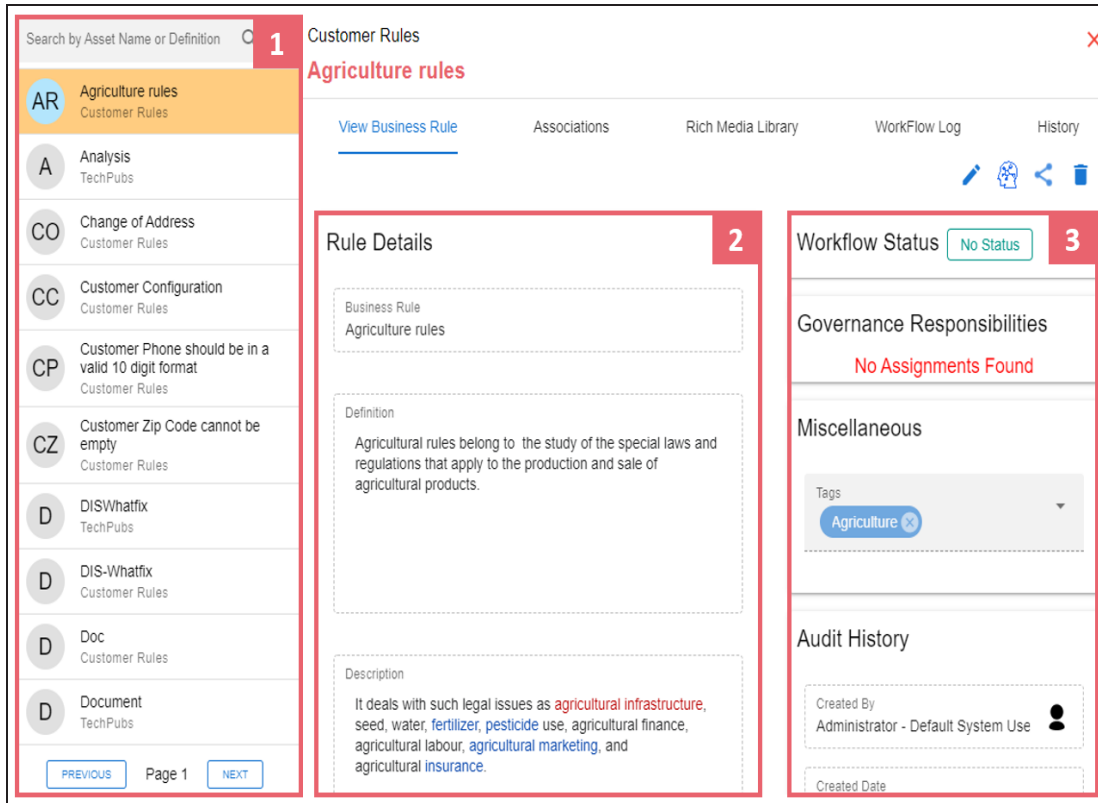 Search by Asset Name or Definition
1
AR
Agriculture rules
Customer Rules
A
Analysis
TechPubs
CO
Change of Address
Customer Rules
CC
Customer Configuration
Customer Rules
CP
Customer Phone should be in a
valid 10 digit format
Customer Rules
CZ
Customer Zip Code cannot be
empty
Customer Rules
D
DISWhatfix
TechPubs
D
DIS-Whatfix
Customer Rules
D
Doc
Customer Rules
D
Document
TechPubs
PREVIOUS Page 1 NEXT
Customer Rules
Agriculture rules
View Business Rule Associations Rich Media Library WorkFlow Log History
Rule Details
2
Business Rule
Agriculture rules
Definition
Agricultural rules belong to the study of the special laws and
regulations that apply to the production and sale of
agricultural products.
Description
It deals with such legal issues as agricultural infrastructure,
seed, water, fertilizer, pesticide use, agricultural finance,
agricultural labour, agricultural marketing, and
agricultural insurance.
Workflow Status No Status
3
Governance Responsibilities
No Assignments Found
Miscellaneous
Tags
Agriculture
Audit History
Created By
Administrator - Default System Use
Created Date